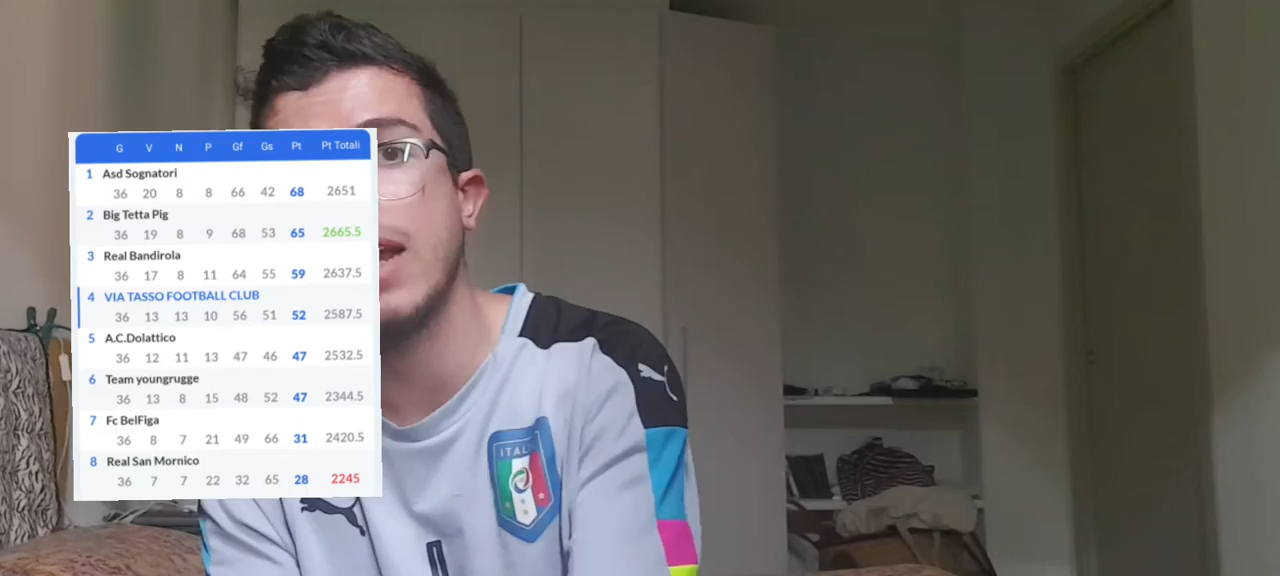 G V N P Gf Gs Pt Pt Totali
1 Asd Sognatori
36 20 8 8 66 42 68 2651
2 Big Tetta Pig
36 19 8 9 68 53 65 2665.5
3 Real Bandirola
36 17 8 11 64 55 59 2637.5
4 VIA TASSO FOOTBALL CLUB
36 13 13 10 56 51 52 2587.5
5 A.C.Dolattico
36 12 11 13 47 46 47 2532.5
6 Team youngrugge
36 13 8 15 48 52 47 2344.5
7 Fc BelFiga
36 8 7 21 49 66 31 2420.5
8 Real San Mornico
36 7 7 22 32 65 28 2245
ITALIA